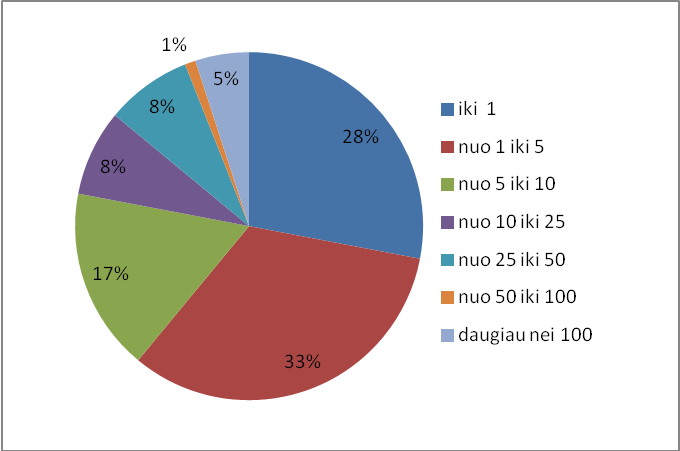 1%
5%
8%
28%
8%
17%
33%
iki 1
nuo 1 iki 5
nuo 5 iki 10
nuo 10 iki 25
nuo 25 iki 50
nuo 50 iki 100
daugiau nei 100